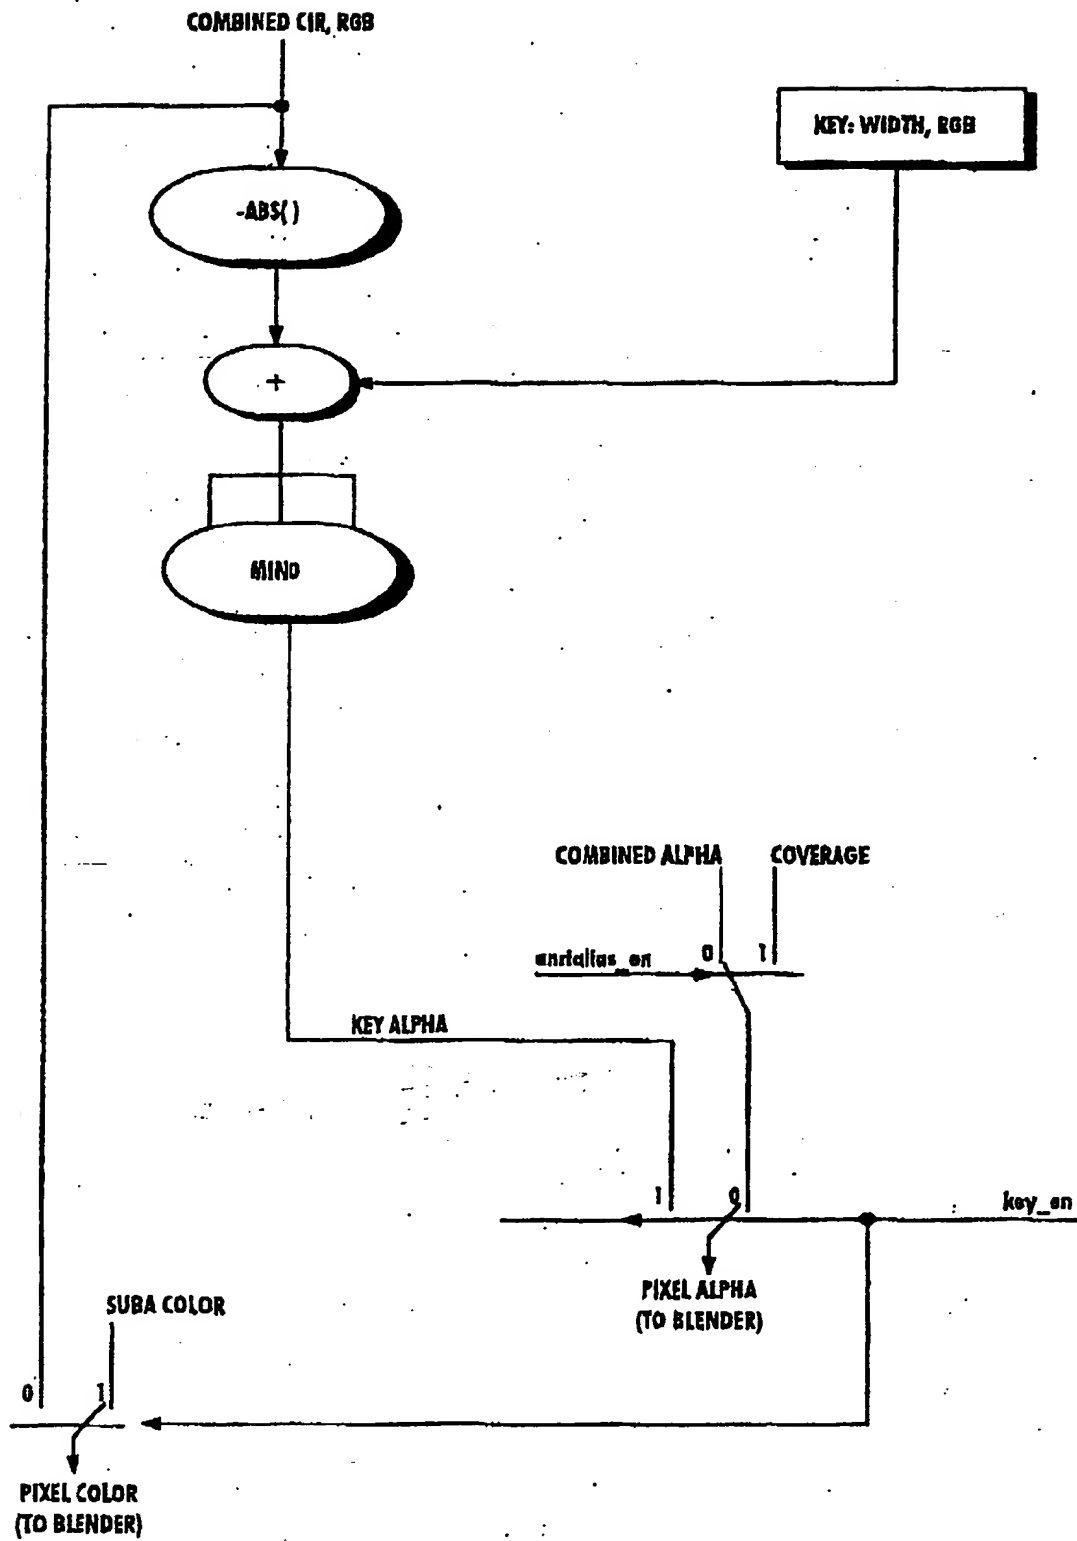 COMBINED CIR, RGB
KEY: WIDTH, RGB
-ABS()
+
MIN()
COMBINED ALPHA
COVERAGE
antialias_en
0
1
KEY ALPHA
1
0
key_en
PIXEL ALPHA
(TO BLENDER)
SUBA COLOR
0
1
PIXEL COLOR
(TO BLENDER)